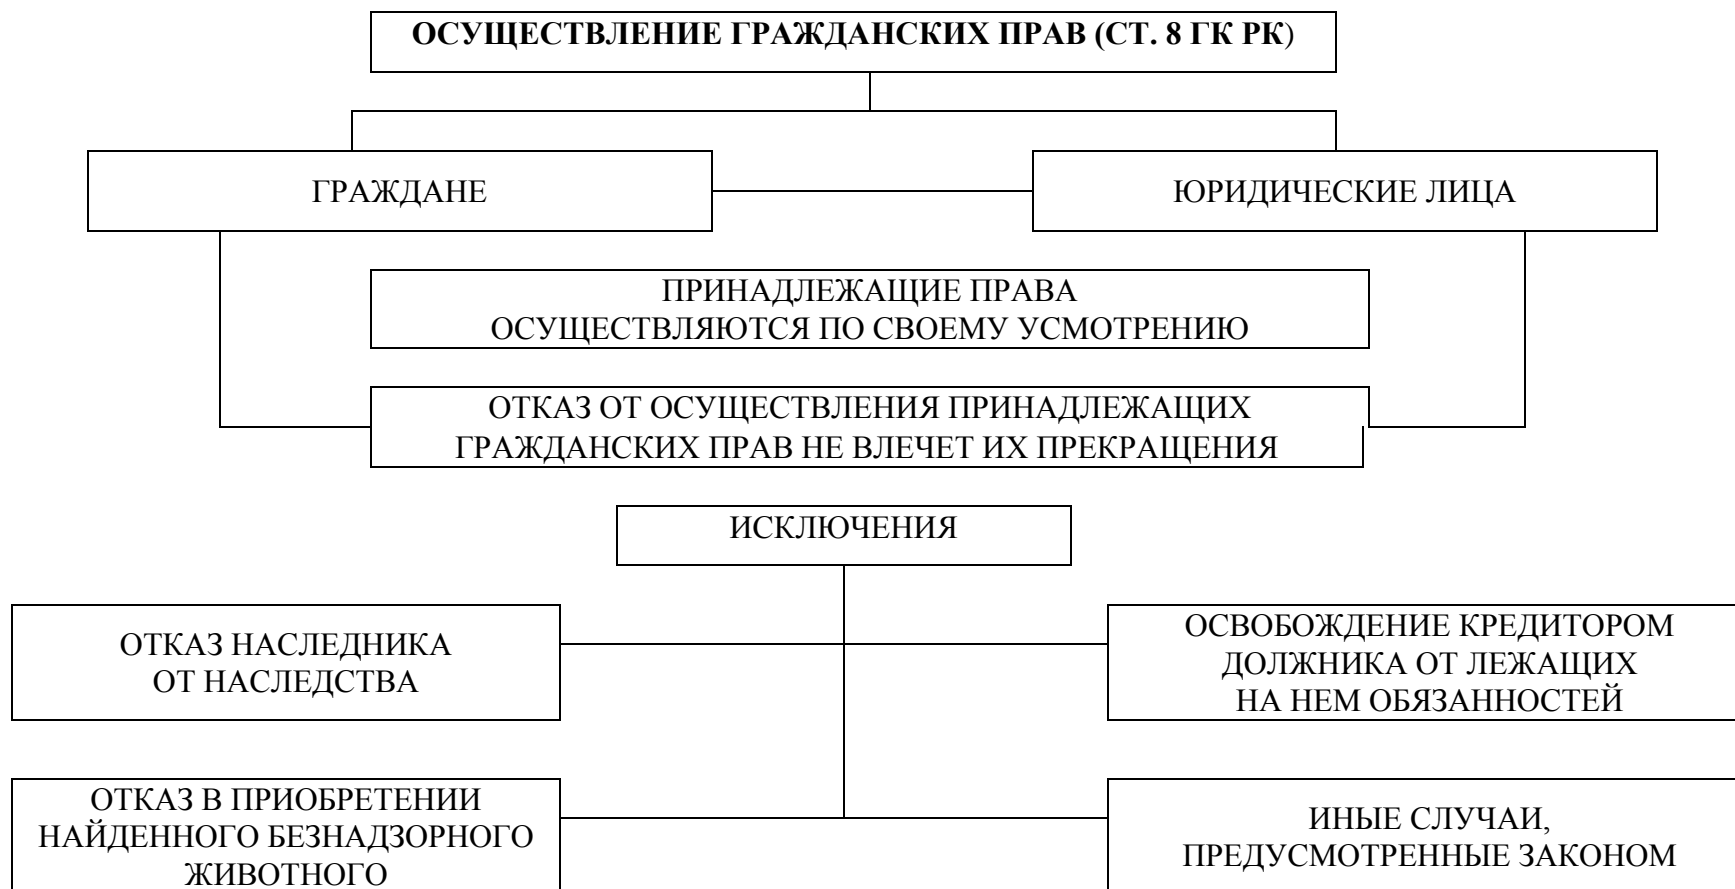 ОСУЩЕСТВЛЕНИЕ ГРАЖДАНСКИХ ПРАВ (СТ. 8 ГК РК)
ГРАЖДАНЕ
ЮРИДИЧЕСКИЕ ЛИЦА
ПРИНАДЛЕЖАЩИЕ ПРАВА
ОСУЩЕСТВЛЯЮТСЯ ПО СВОЕМУ УСМОТРЕНИЮ
ОТКАЗ ОТ ОСУЩЕСТВЛЕНИЯ ПРИНАДЛЕЖАЩИХ
ГРАЖДАНСКИХ ПРАВ НЕ ВЛЕЧЕТ ИХ ПРЕКРАЩЕНИЯ
ИСКЛЮЧЕНИЯ
ОТКАЗ НАСЛЕДНИКА
ОТ НАСЛЕДСТВА
ОСВОБОЖДЕНИЕ КРЕДИТОРОМ
ДОЛЖНИКА ОТ ЛЕЖАЩИХ
НА НЕМ ОБЯЗАННОСТЕЙ
ОТКАЗ В ПРИОБРЕТЕНИИ
НАЙДЕННОГО БЕЗНАДЗОРНОГО
ЖИВОТНОГО
ИНЫЕ СЛУЧАИ,
ПРЕДУСМОТРЕННЫЕ ЗАКОНОМ